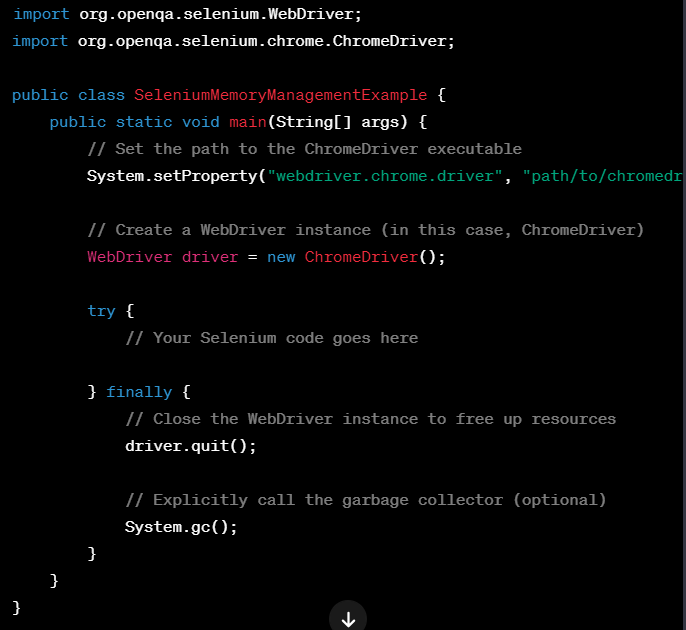 import org.openqa.selenium.WebDriver;
import org.openqa.selenium.chrome.ChromeDriver;
public class SeleniumMemoryManagementExample {
public static void main(String[] args) {
// Set the path to the ChromeDriver executable
System.setProperty("webdriver.chrome.driver", "path/to/chromedr
// Create a WebDriver instance (in this case, ChromeDriver)
WebDriver driver = new ChromeDriver();
try {
// Your Selenium code goes here
} finally {
// Close the WebDriver instance to free up resources
driver.quit();
// Explicitly call the garbage collector (optional)
System.gc();
}
}
}